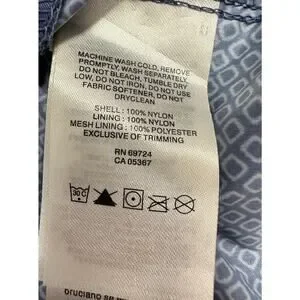 MACHINE WASH COLD, REMOVE
PROMPTLY, WASH SEPARATELY,
DO NOT BLEACH, TUMBLE DRY
LOW, DO NOT IRON, DO NOT USE
FABRIC SOFTENER, DO NOT
DRYCLEAN
SHELL : 100% NYLON
LINING : 100% NYLON
MESH LINING : 100% POLYESTER
EXCLUSIVE OF TRIMMING
RN 69724
CA 05367
30 C